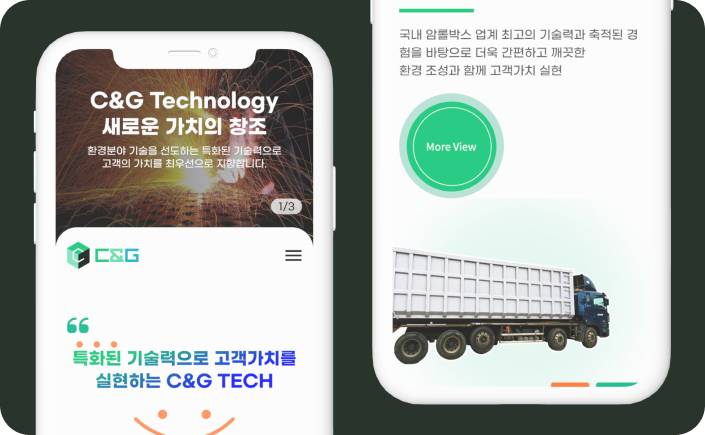 C&G Technology
새로운 가치의 창조
환경분야 기술을 선도하는 특화된 기술력으로
고객의 가치를 최우선으로 지향합니다.
1/3
C&G
“
특화된 기술력으로 고객가치를
실현하는 C&G TECH
국내 암롤박스 업계 최고의 기술력과 축적된 경
험을 바탕으로 더욱 간편하고 깨끗한
환경 조성과 함께 고객가치 실현
More View